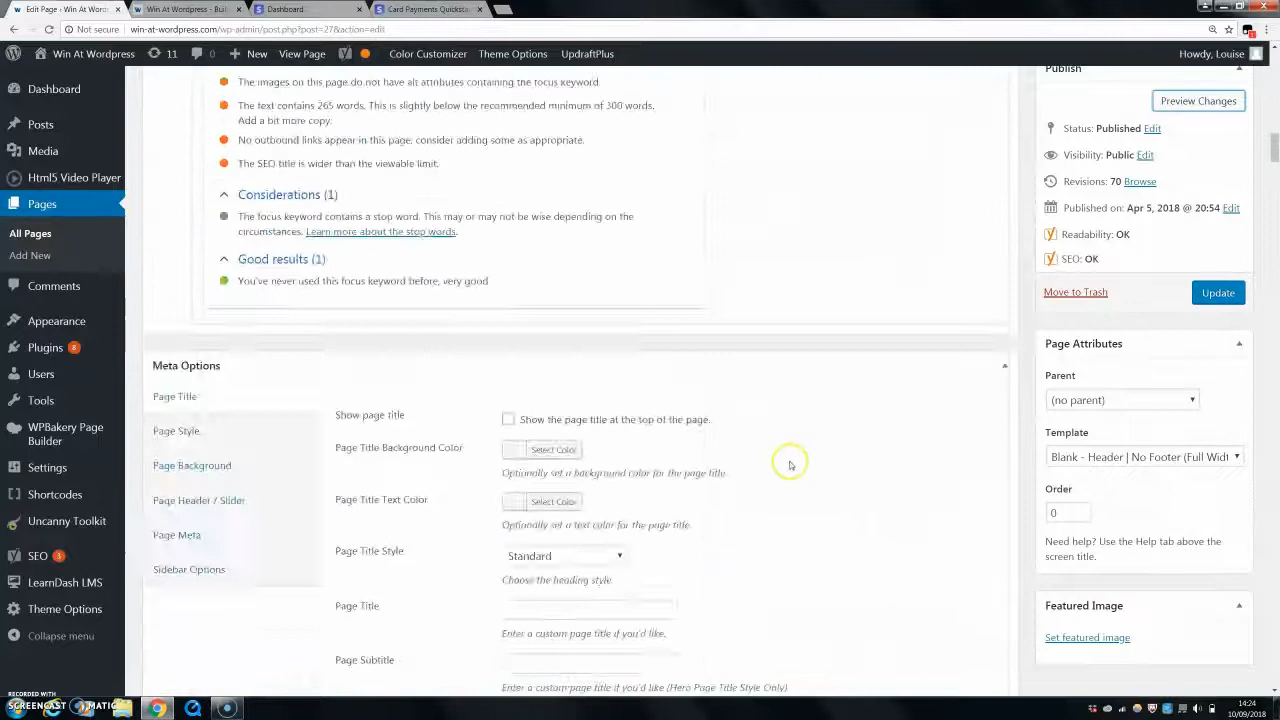 Edit Page ‹ Win At Wo
Win At Wordpress - Buil
Dashboard
Card Payments Quicksta
Not secure
win-at-wordpress.com/wp-admin/post.php?post=27&action=edit
Win At Wordpress
11
0
New
View Page
Color Customizer
Theme Options
UpdraftPlus
Howdy, Louise
Dashboard
Posts
Media
Html5 Video Player
Pages
All Pages
Add New
Comments
Appearance
Plugins 8
Users
Tools
WPBakery Page
Builder
Settings
Shortcodes
Uncanny Toolkit
SEO 3
LearnDash LMS
Theme Options
Collapse menu
The images on this page do not have alt attributes containing the focus keyword.
The text contains 265 words. This is slightly below the recommended minimum of 300 words.
Add a bit more copy.
No outbound links appear in this page; consider adding some as appropriate.
The SEO title is wider than the viewable limit.
Considerations (1)
The focus keyword contains a stop word. This may or may not be wise depending on the
circumstances. Learn more about the stop words.
Good results (1)
You've never used this focus keyword before, very good
Meta Options
Page Title
Page Style
Page Background
Page Header / Slider
Page Meta
Sidebar Options
Show page title
Show the page title at the top of the page.
Page Title Background Color
Select Color
Optionally set a background color for the page title.
Page Title Text Color
Select Color
Optionally set a text color for the page title.
Page Title Style
Standard
Choose the heading style
Page Title
Enter a custom page title if you'd like.
Page Subtitle
Enter a custom page title if you'd like (Hero Page Title Style Only)
Publish
Preview Changes
Status: Published Edit
Visibility: Public Edit
Revisions: 70 Browse
Published on: Apr 5, 2018 @ 20:54 Edit
Readability: OK
SEO: OK
Move to Trash
Update
Page Attributes
Parent
(no parent)
Template
Blank - Header | No Footer (Full Widt
Order
0
Need help? Use the Help tab above the
screen title.
Featured Image
Set featured image
RECORDED WITH
SCREENCAST MATIC
14:24
10/09/2018